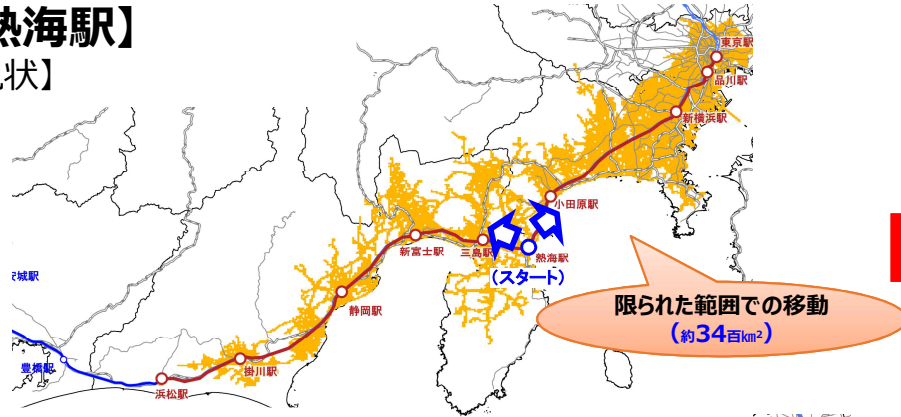 熱海駅】
状】
東京駅
品川駅
新横浜駅
小田原駅
熱海駅
(スタート)
三島駅
新富士駅
静岡駅
掛川駅
浜松駅
豊橋駅
安城駅
限られた範囲での移動
(約34百km²)